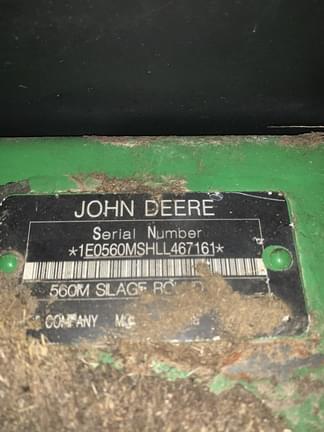 JOHN DEERE
Serial Number
*1E0560MSHLL467161*
560M SILAGE
COMPANY